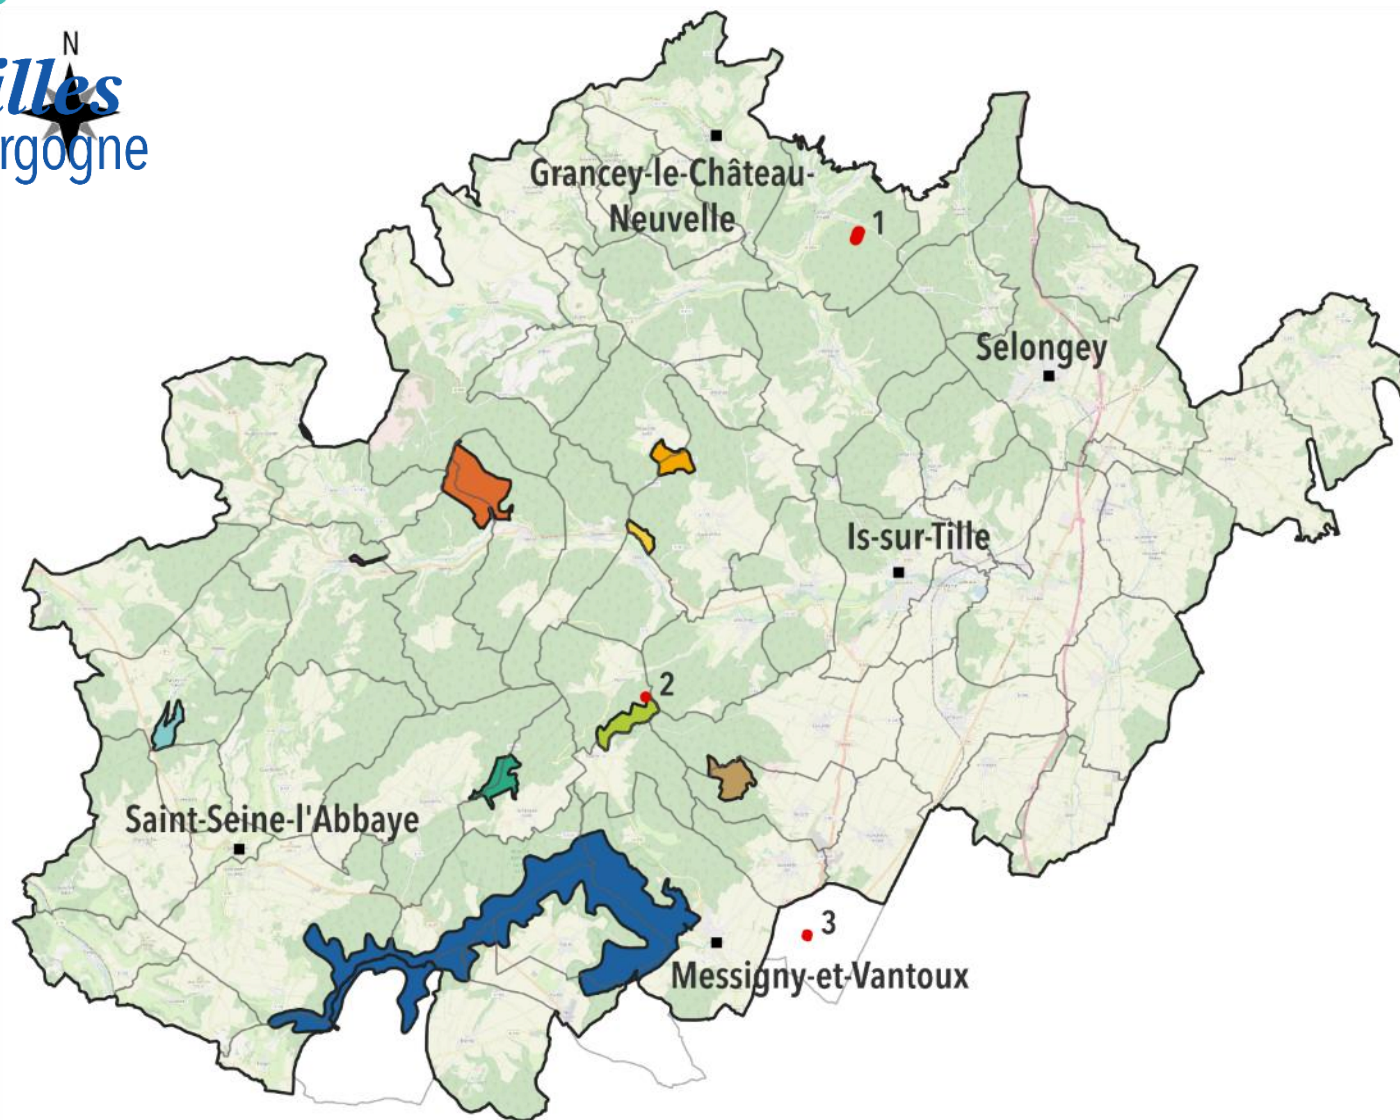 N
illes
rgogne
Grancey-le-Château-
Neuvelle
1
Selongey
Is-sur-Tille
2
Saint-Seine-l'Abbaye
3
Messigny-et-Vantoux